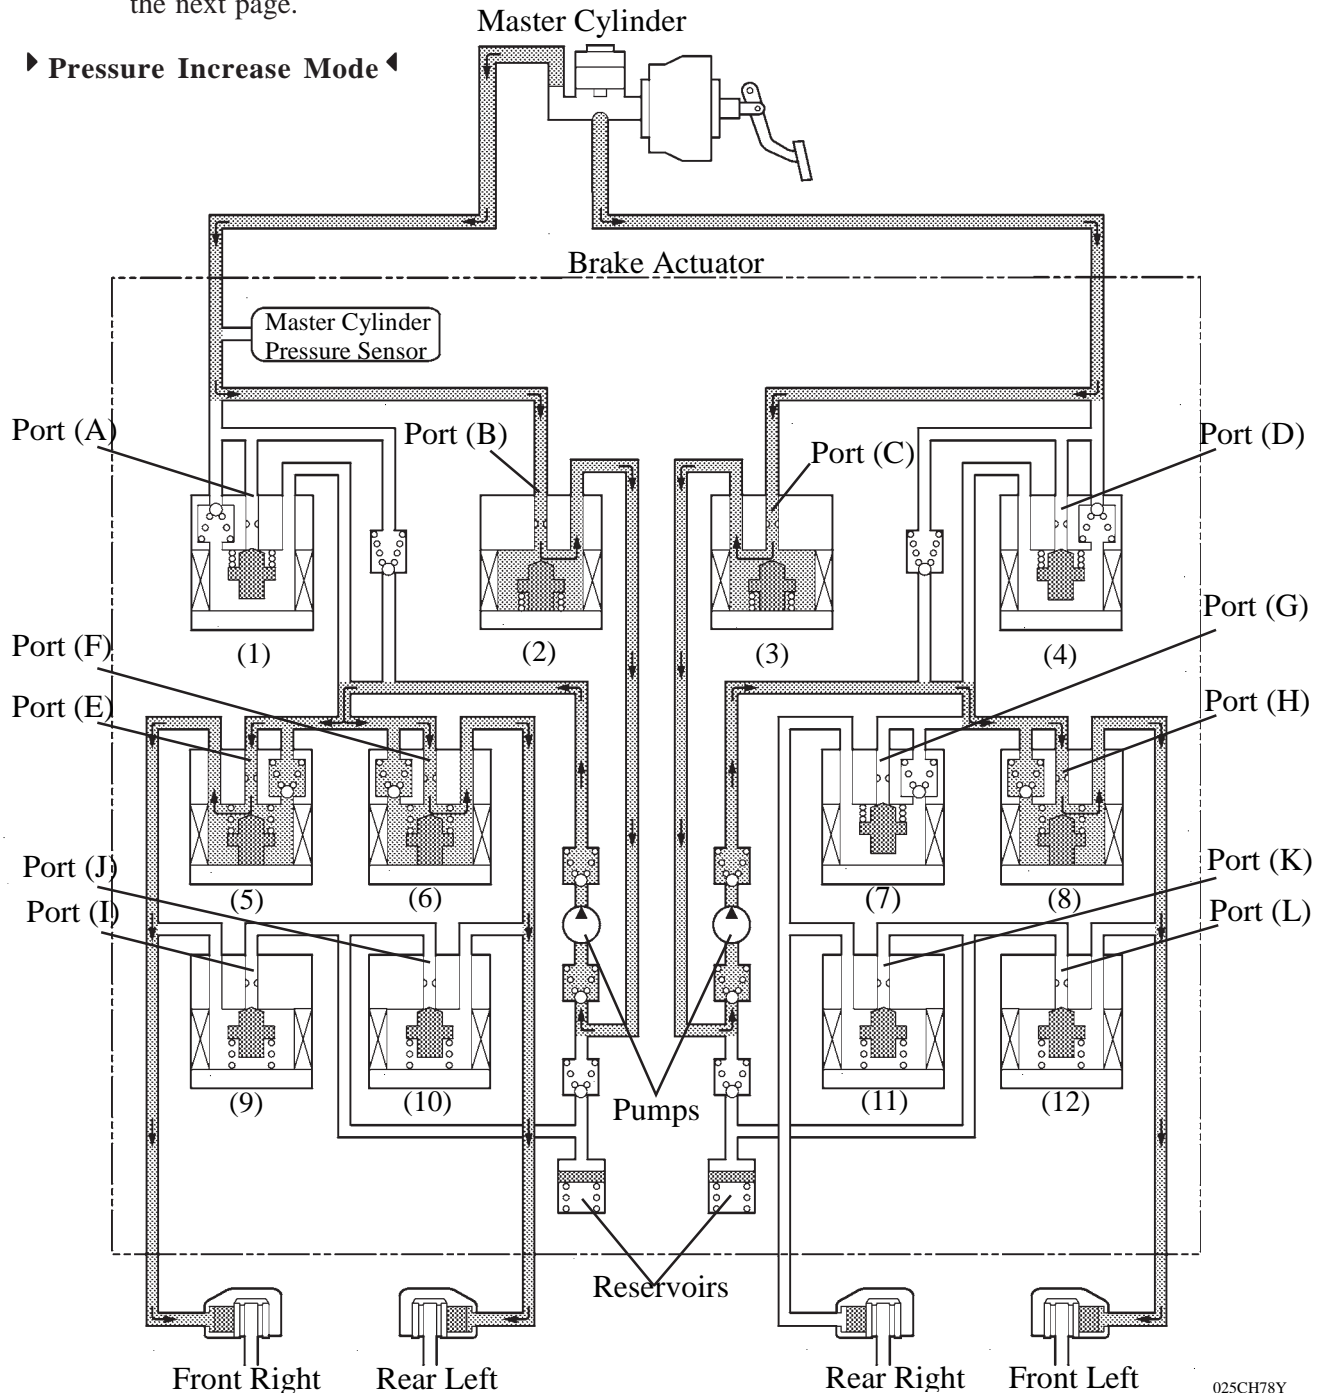 the next page.
Master Cylinder
Pressure Increase Mode
Brake Actuator
Master Cylinder
Pressure Sensor
Port (A)
Port (B)
Port (C)
Port (D)
(1)
(2)
(3)
(4)
Port (G)
Port (F)
Port (E)
Port (H)
(5)
(6)
(7)
(8)
Port (J)
Port (K)
Port (I)
Port (L)
(9)
(10)
(11)
(12)
Pumps
Reservoirs
Front Right
Rear Left
Rear Right
Front Left
025CH78Y